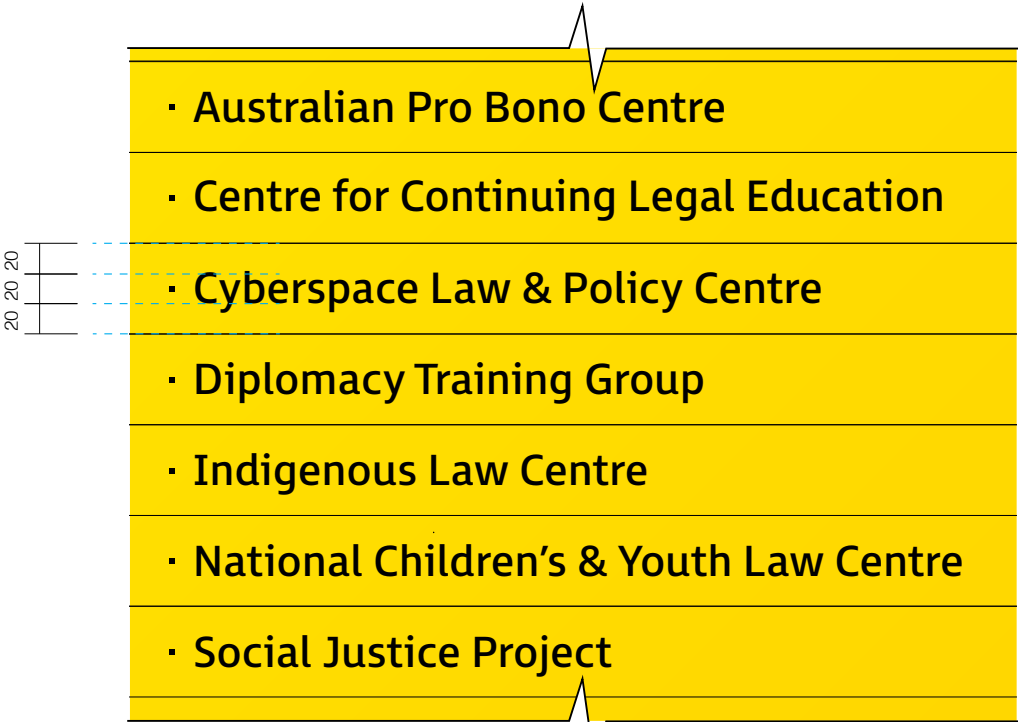 · Australian Pro Bono Centre
· Centre for Continuing Legal Education
20
· Cyberspace Law & Policy Centre
20
20
· Diplomacy Training Group
· Indigenous Law Centre
· National Children’s & Youth Law Centre
· Social Justice Project